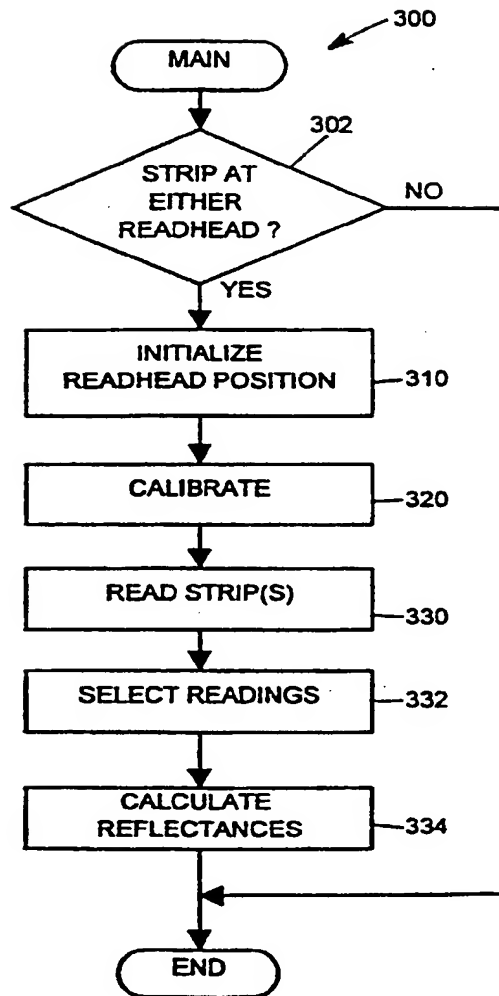 300
MAIN
302
STRIP AT
EITHER
READHEAD ?
NO
YES
INITIALIZE
READHEAD POSITION
310
CALIBRATE
320
READ STRIP(S)
330
SELECT READINGS
332
CALCULATE
REFLECTANCES
334
END